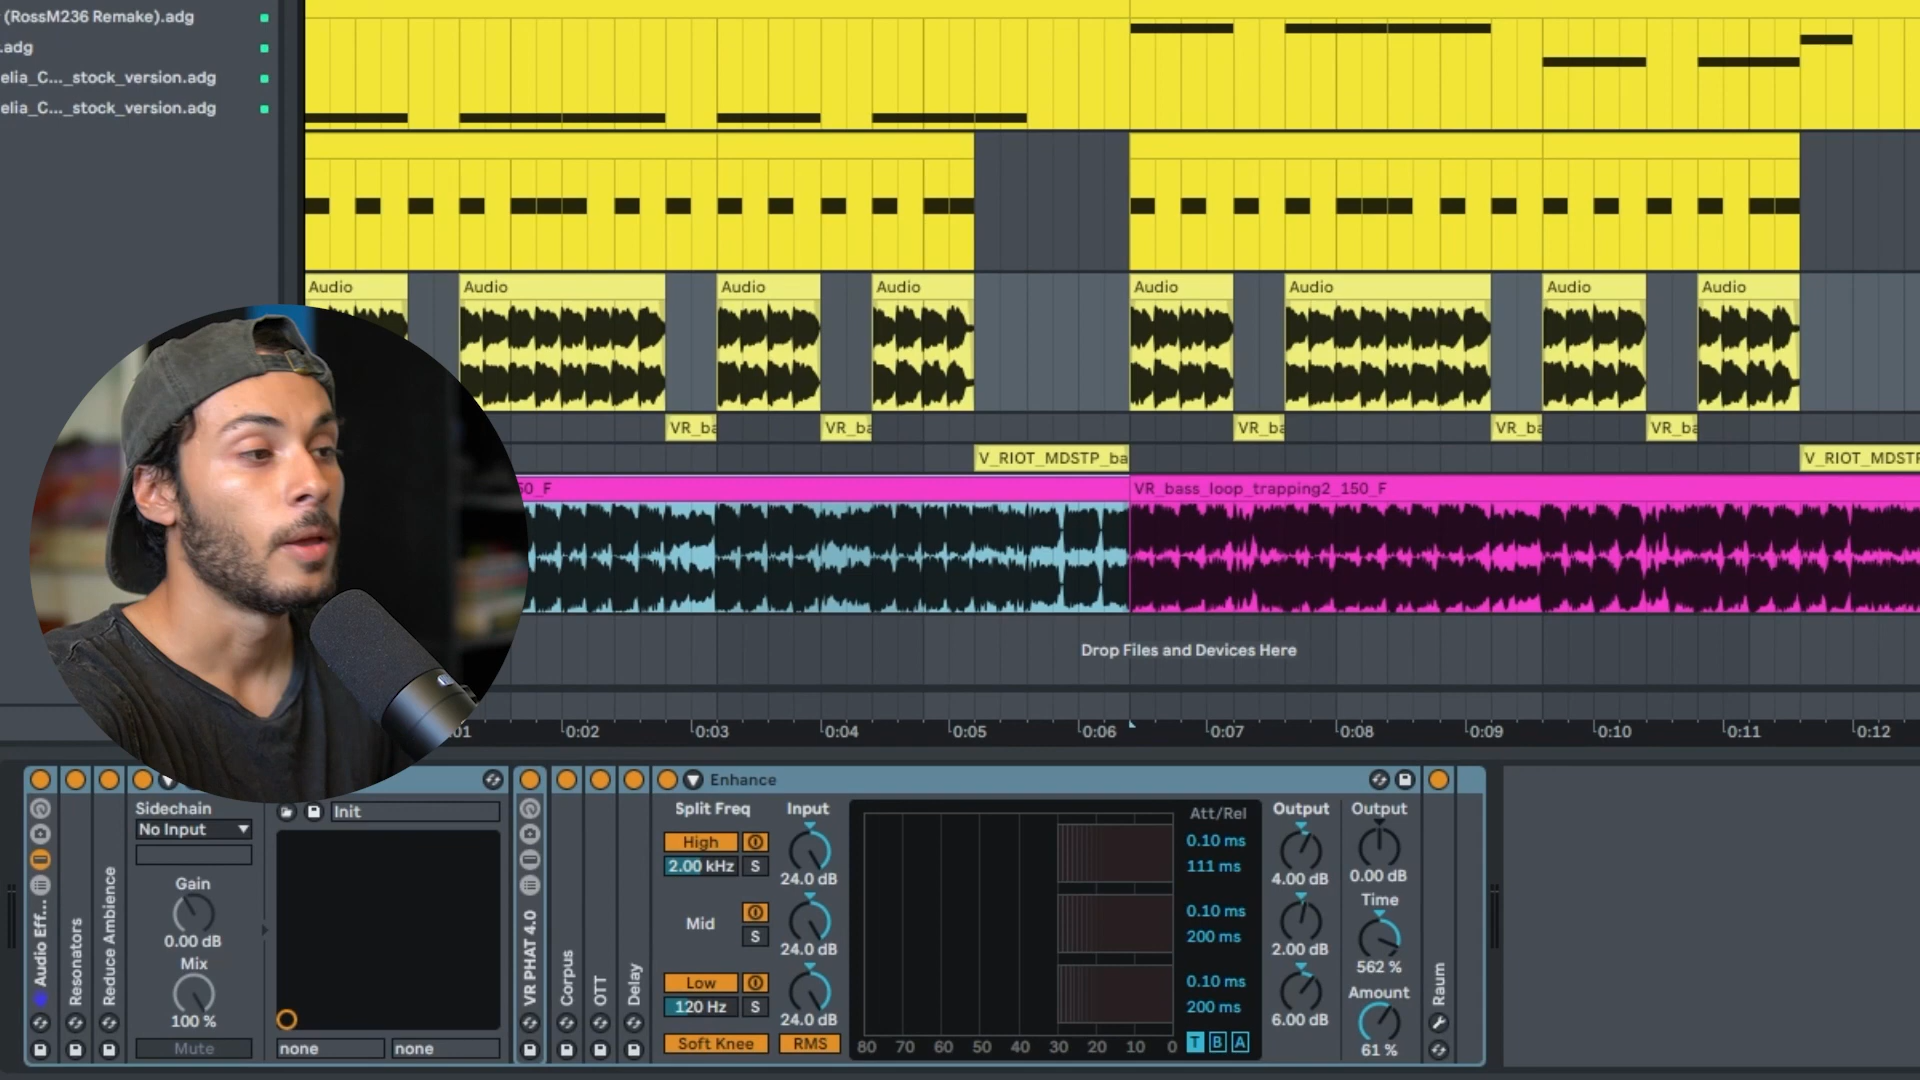 (RossM236 Remake).adg
.adg
elia_C..._stock_version.adg
elia_C..._stock_version.adg
Audio
Audio
Audio
Audio
Audio
Audio
Audio
Audio
VR_ba
VR_ba
VR_ba
VR_ba
VR_ba
V_RIOT_MDSTP_ba
V_RIOT_MDSTP
50_F
VR_bass_loop_trapping2_150_F
Drop Files and Devices Here
:01
0:02
0:03
0:04
0:05
0:06
0:07
0:08
0:09
0:10
0:11
0:12
Audio Eff...
Resonators
Reduce Ambience
Sidechain
No Input
Gain
0.00 dB
Mix
100 %
Mute
Init
none
none
VR PHAT 4.0
Corpus
OTT
Delay
Enhance
Split Freq
Input
High
2.00 kHz
S
24.0 dB
Mid
S
24.0 dB
Low
120 Hz
S
24.0 dB
Soft Knee
RMS
80 70 60 50 40 30 20 10 0
Att/Rel
0.10 ms
111 ms
0.10 ms
200 ms
0.10 ms
200 ms
T B A
Output
4.00 dB
2.00 dB
6.00 dB
Output
0.00 dB
Time
562 %
Amount
61 %
Raum